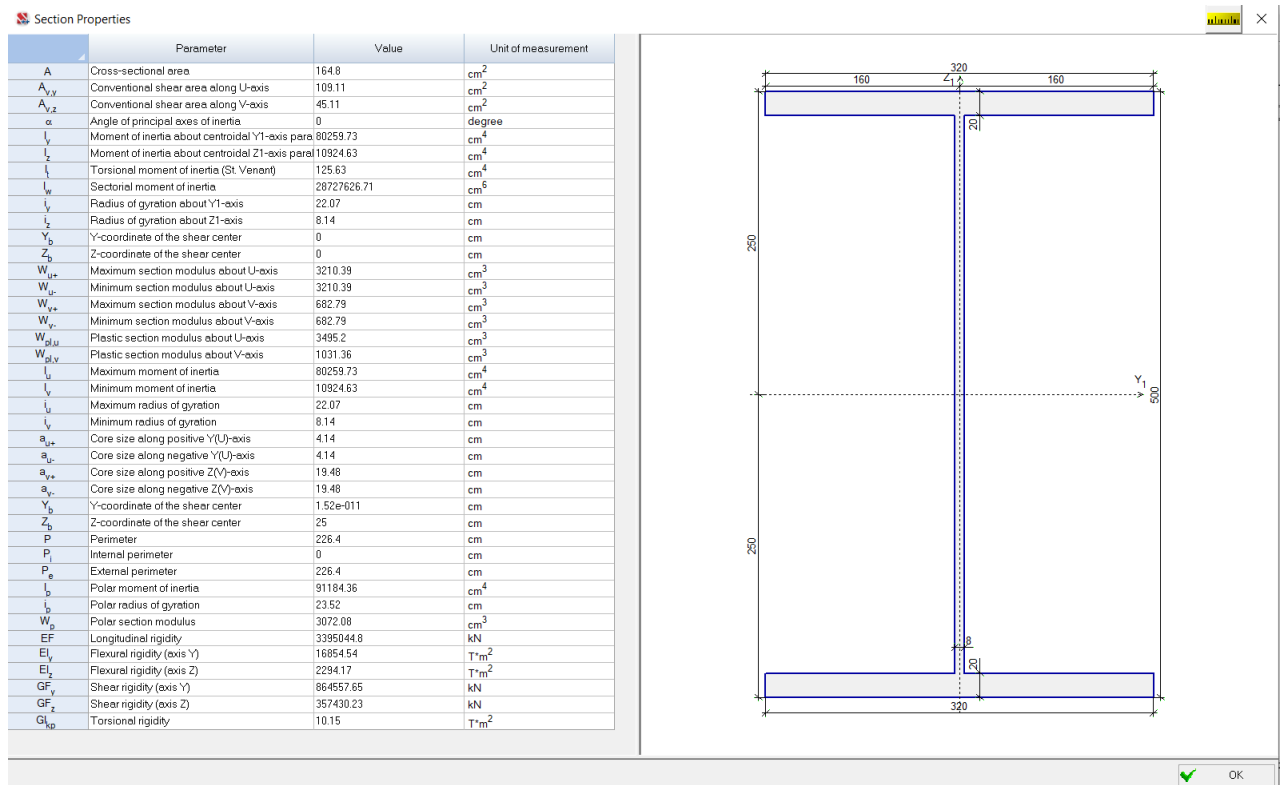 Section Properties
Parameter Value Unit of measurement
A Cross-sectional area 164.8 cm2
Av,y Conventional shear area along U-axis 109.11 cm2
Av,z Conventional shear area along V-axis 45.11 cm2
α Angle of principal axes of inertia 0 degree
Iy Moment of inertia about centroidal Y1-axis para 80259.73 cm4
Iz Moment of inertia about centroidal Z1-axis paral 10924.63 cm4
It Torsional moment of inertia (St. Venant) 125.63 cm4
Iw Sectorial moment of inertia 28727626.71 cm6
iy Radius of gyration about Y1-axis 22.07 cm
iz Radius of gyration about Z1-axis 8.14 cm
Yb Y-coordinate of the shear center 0 cm
Zb Z-coordinate of the shear center 0 cm
Wu+ Maximum section modulus about U-axis 3210.39 cm3
Wu- Minimum section modulus about U-axis 3210.39 cm3
Wv+ Maximum section modulus about V-axis 682.79 cm3
Wv- Minimum section modulus about V-axis 682.79 cm3
Wpl,u Plastic section modulus about U-axis 3495.2 cm3
Wpl,v Plastic section modulus about V-axis 1031.36 cm3
Iu Maximum moment of inertia 80259.73 cm4
Iv Minimum moment of inertia 10924.63 cm4
iu Maximum radius of gyration 22.07 cm
iv Minimum radius of gyration 8.14 cm
au+ Core size along positive Y(U)-axis 4.14 cm
au- Core size along negative Y(U)-axis 4.14 cm
av+ Core size along positive Z(V)-axis 19.48 cm
av- Core size along negative Z(V)-axis 19.48 cm
Yb Y-coordinate of the shear center 1.52e-011 cm
Zb Z-coordinate of the shear center 25 cm
P Perimeter 226.4 cm
Pi Internal perimeter 0 cm
Pe External perimeter 226.4 cm
Ip Polar moment of inertia 91184.36 cm4
ip Polar radius of gyration 23.52 cm
Wp Polar section modulus 3072.08 cm3
EF Longitudinal rigidity 3395044.8 kN
EIy Flexural rigidity (axis Y) 16854.54 T*m2
EIz Flexural rigidity (axis Z) 2294.17 T*m2
GFy Shear rigidity (axis Y) 864557.65 kN
GFz Shear rigidity (axis Z) 357430.23 kN
GIkp Torsional rigidity 10.15 T*m2
320
160 Z1 160
20
250
Y1
500
250
8
20
320
OK